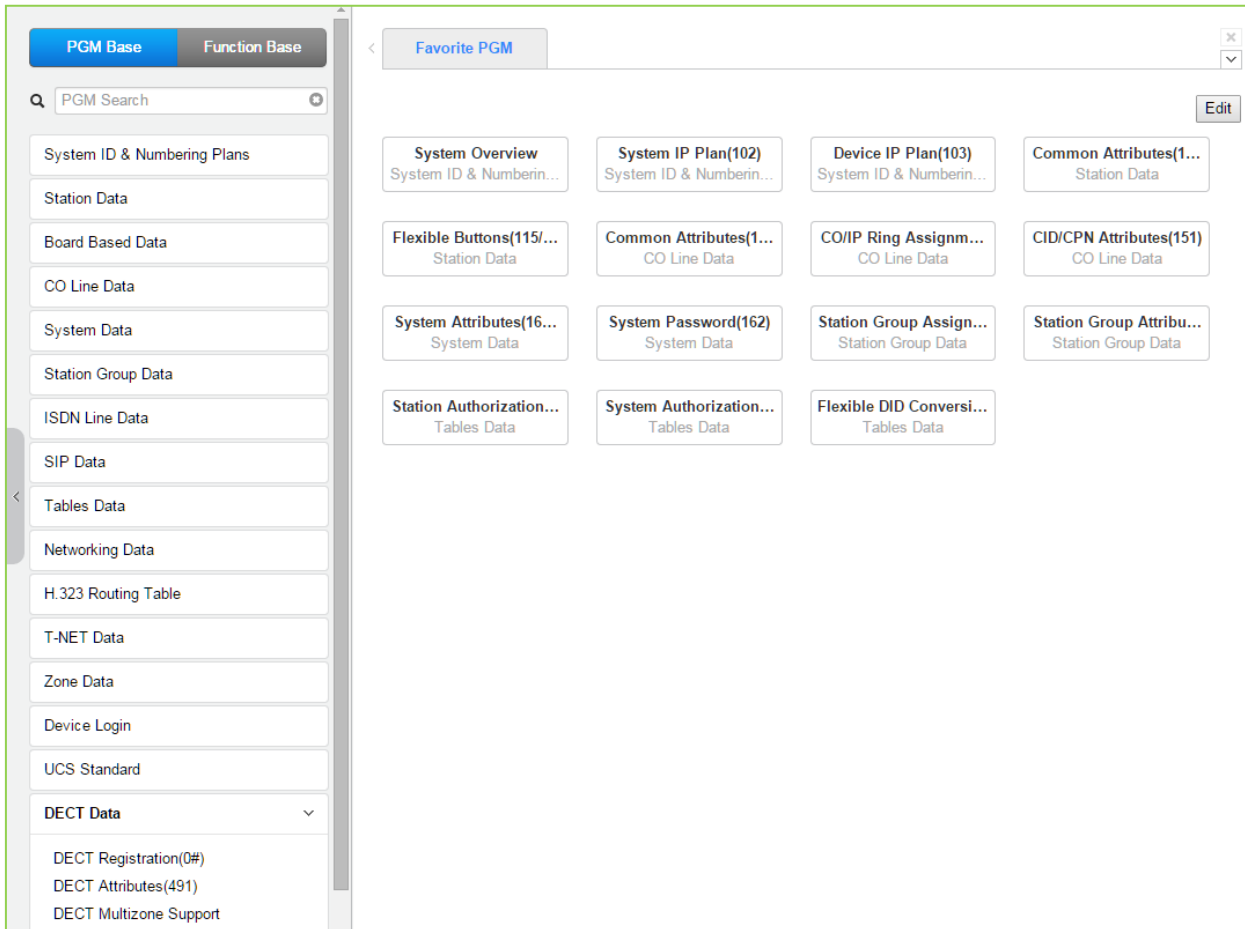 PGM Base
Function Base
PGM Search
System ID & Numbering Plans
Station Data
Board Based Data
CO Line Data
System Data
Station Group Data
ISDN Line Data
SIP Data
Tables Data
Networking Data
H.323 Routing Table
T-NET Data
Zone Data
Device Login
UCS Standard
DECT Data
DECT Registration(0#)
DECT Attributes(491)
DECT Multizone Support
Favorite PGM
Edit
System Overview
System ID & Numberin...
System IP Plan(102)
System ID & Numberin...
Device IP Plan(103)
System ID & Numberin...
Common Attributes(1...
Station Data
Flexible Buttons(115/...
Station Data
Common Attributes(1...
CO Line Data
CO/IP Ring Assignm...
CO Line Data
CID/CPN Attributes(151)
CO Line Data
System Attributes(16...
System Data
System Password(162)
System Data
Station Group Assign...
Station Group Data
Station Group Attribu...
Station Group Data
Station Authorization...
Tables Data
System Authorization...
Tables Data
Flexible DID Conversi...
Tables Data